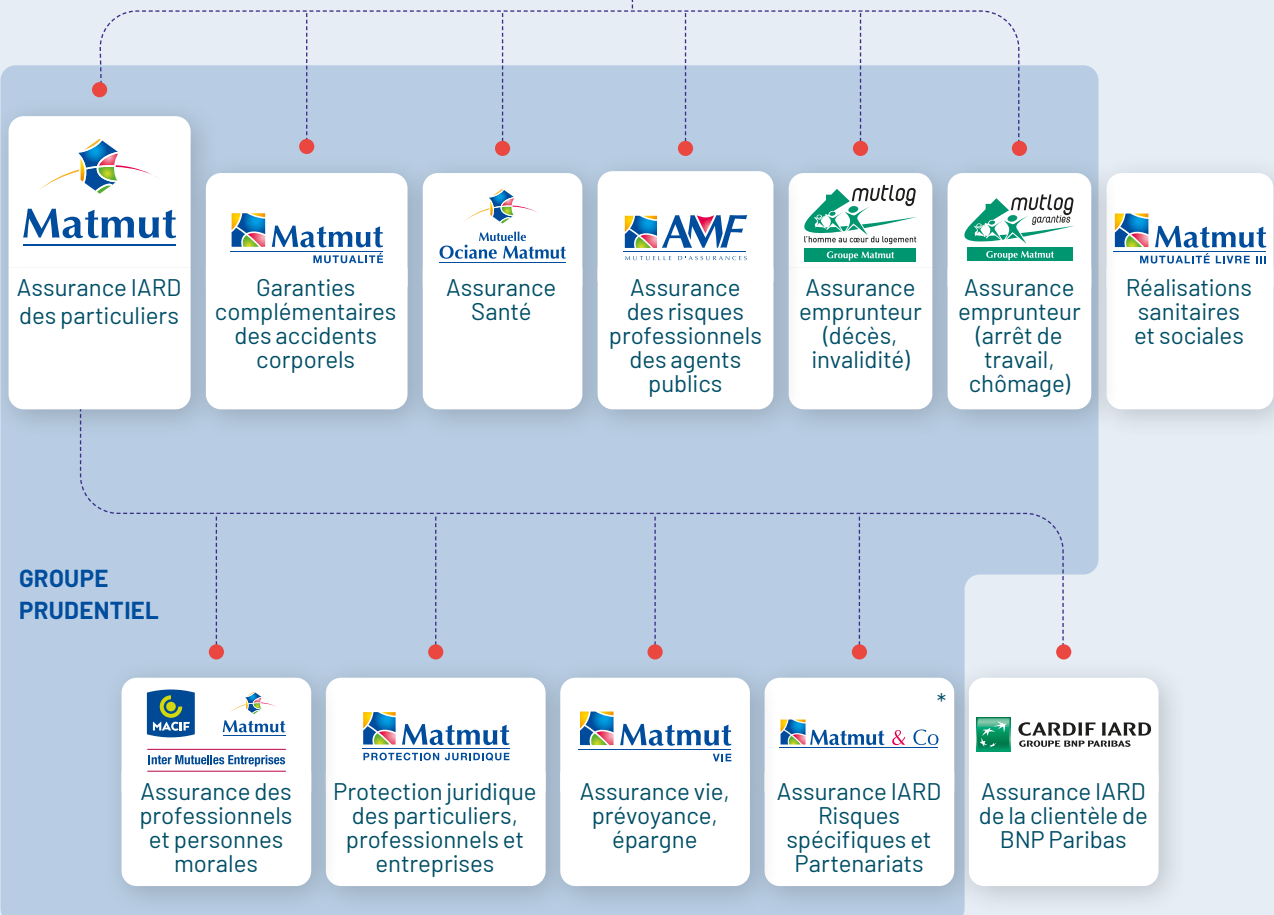 Matmut
Assurance IARD
des particuliers
Matmut
MUTUALITÉ
Garanties
complémentaires
des accidents
corporels
Mutuelle
Ociane Matmut
Assurance
Santé
AMF
MUTUELLE D'ASSURANCES
Assurance
des risques
professionnels
des agents
publics
mutlog
l'homme au cœur du logement
Groupe Matmut
Assurance
emprunteur
(décès,
invalidité)
mutlog
garanties
Groupe Matmut
Assurance
emprunteur
(arrêt de
travail,
chômage)
Matmut
MUTUALITÉ LIVRE III
Réalisations
sanitaires
et sociales
GROUPE
PRUDENTIEL
MACIF
Matmut
Inter Mutuelles Entreprises
Assurance des
professionnels
et personnes
morales
Matmut
PROTECTION JURIDIQUE
Protection juridique
des particuliers,
professionnels et
entreprises
Matmut
VIE
Assurance vie,
prévoyance,
épargne
*
Matmut & Co
Assurance IARD
Risques
spécifiques et
Partenariats
CARDIF IARD
GROUPE BNP PARIBAS
Assurance IARD
de la clientèle de
BNP Paribas